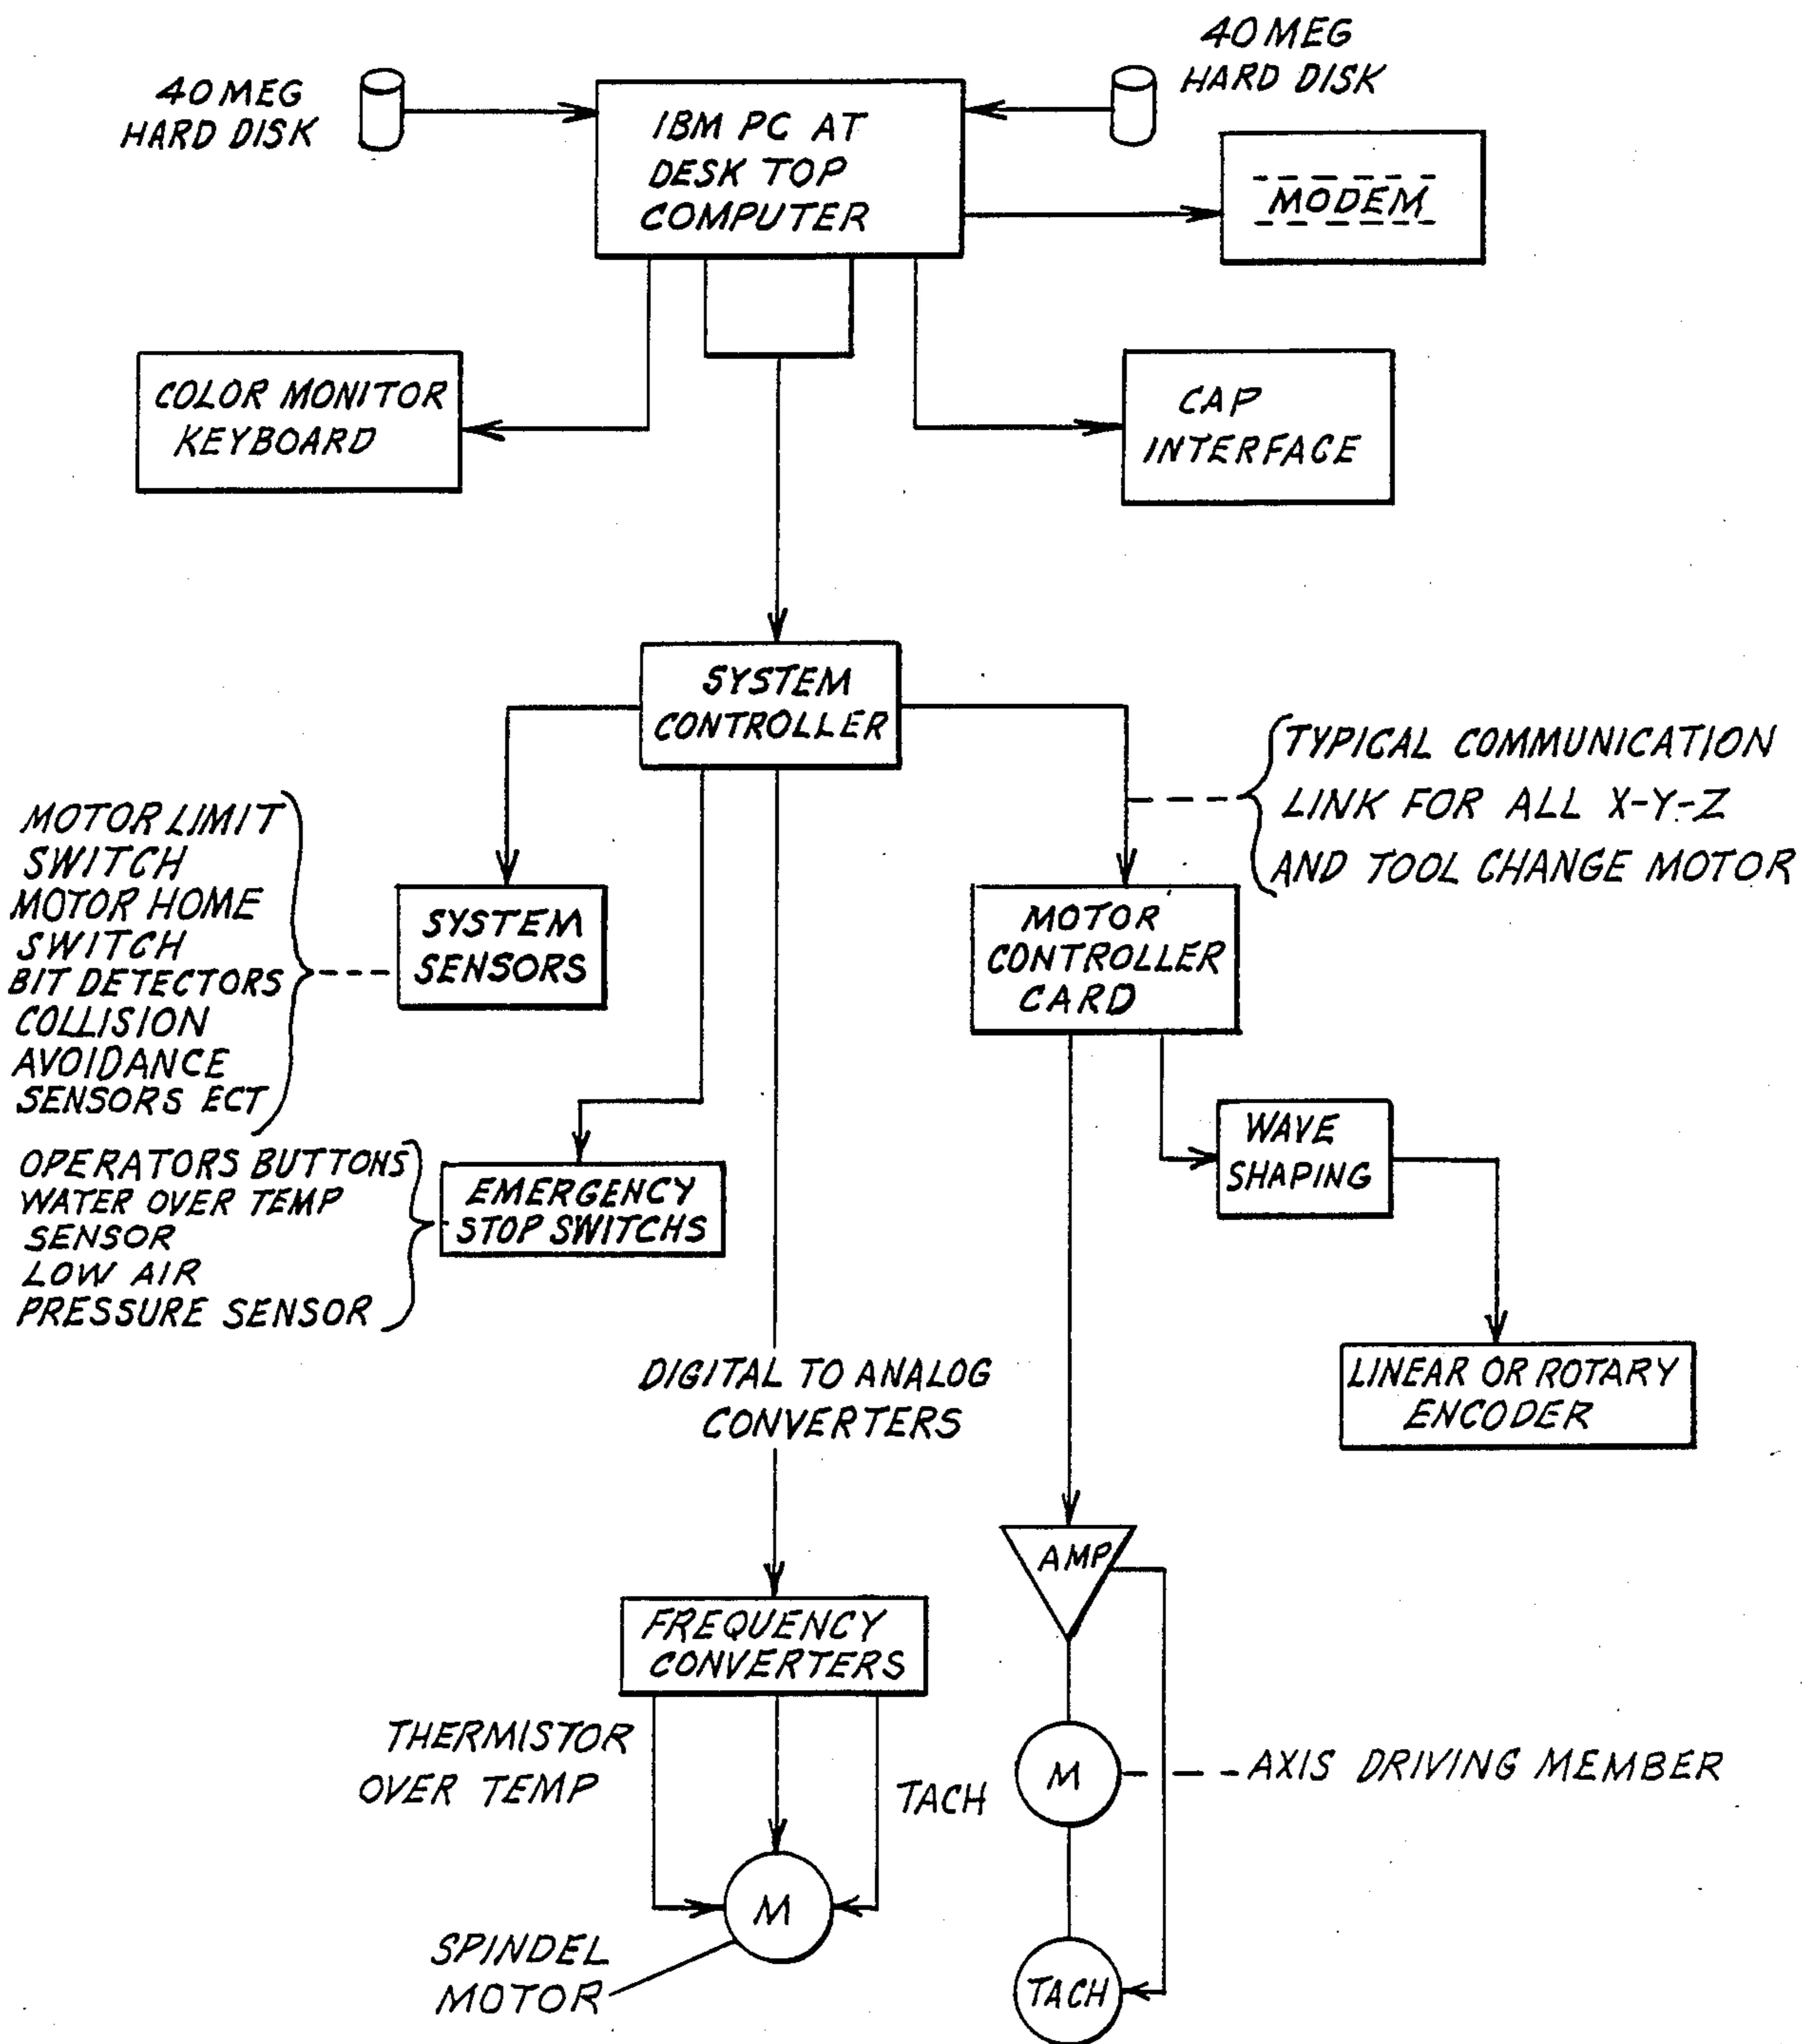 40 MEG
HARD DISK
40 MEG
HARD DISK
IBM PC AT
DESK TOP
COMPUTER
MODEM
COLOR MONITOR
KEYBOARD
CAP
INTERFACE
SYSTEM
CONTROLLER
TYPICAL COMMUNICATION
LINK FOR ALL X-Y-Z
AND TOOL CHANGE MOTOR
MOTOR LIMIT
SWITCH
MOTOR HOME
SWITCH
BIT DETECTORS
COLLISION
AVOIDANCE
SENSORS ECT
SYSTEM
SENSORS
MOTOR
CONTROLLER
CARD
WAVE
SHAPING
OPERATORS BUTTONS
WATER OVER TEMP
SENSOR
LOW AIR
PRESSURE SENSOR
EMERGENCY
STOP SWITCHS
DIGITAL TO ANALOG
CONVERTERS
LINEAR OR ROTARY
ENCODER
AMP
FREQUENCY
CONVERTERS
THERMISTOR
OVER TEMP
TACH
M
AXIS DRIVING MEMBER
M
SPINDEL
MOTOR
TACH